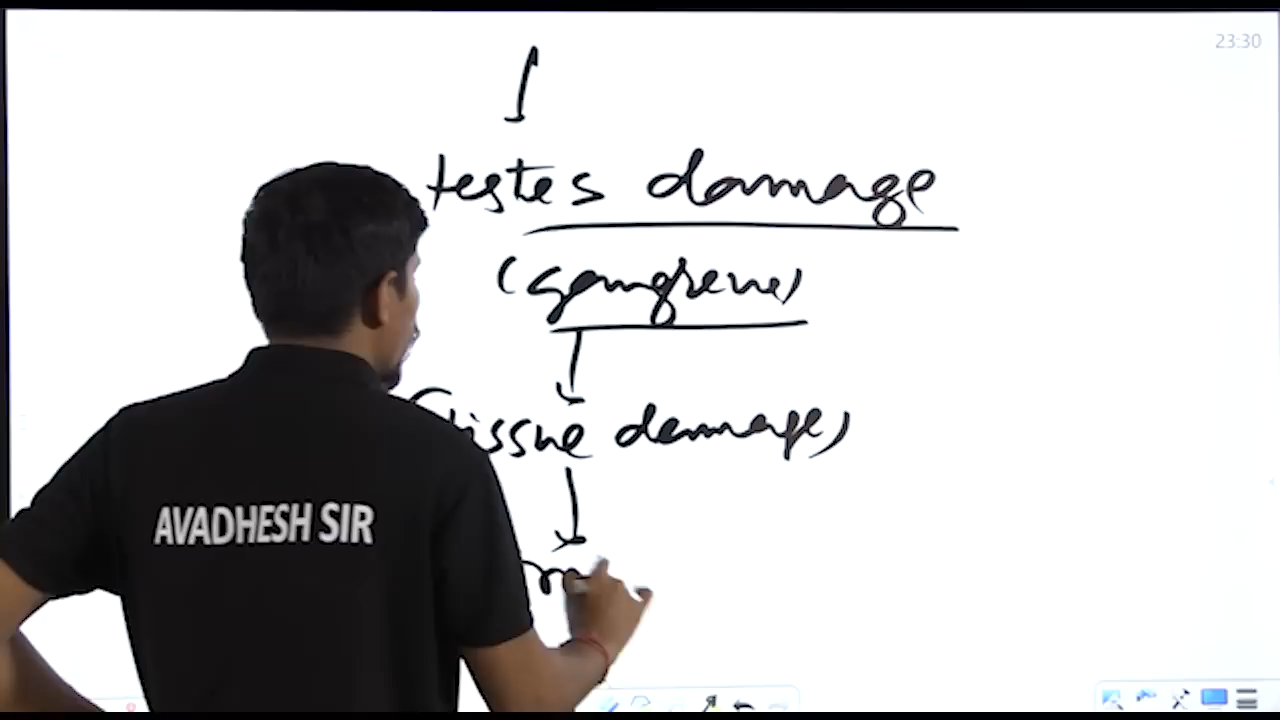 23:30
testes damage
(gangrene)
(tissue damage)
AVADHESH SIR